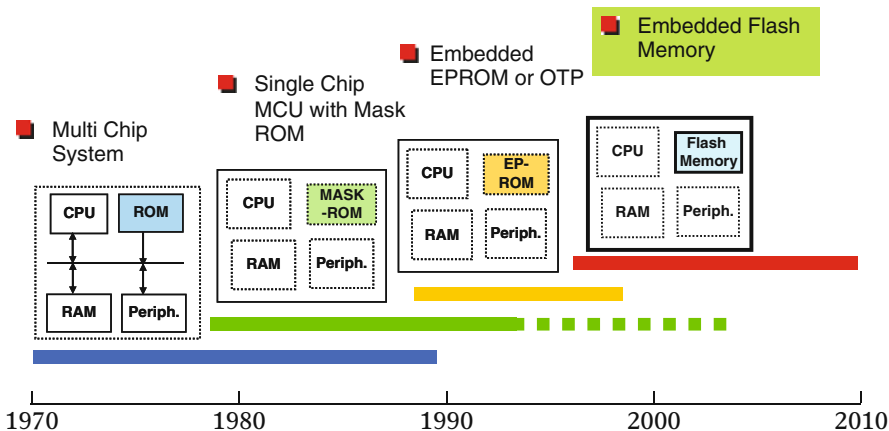 Multi Chip
System
CPU
ROM
RAM
Periph.
Single Chip
MCU with Mask
ROM
CPU
MASK
-ROM
RAM
Periph.
Embedded
EPROM or OTP
CPU
EP-
ROM
RAM
Periph.
Embedded Flash
Memory
CPU
Flash
Memory
RAM
Periph.
1970
1980
1990
2000
2010